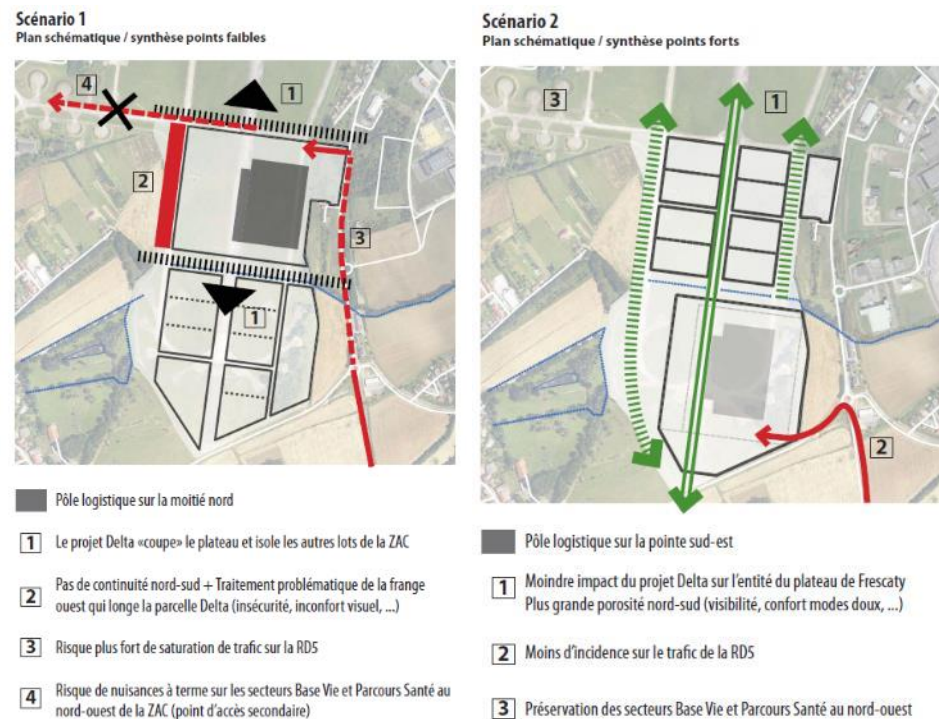 Scénario 1
Plan schématique / synthèse points faibles
4
1
2
3
1
Pôle logistique sur la moitié nord
1 Le projet Delta «coupe» le plateau et isole les autres lots de la ZAC
2 Pas de continuité nord-sud + Traitement problématique de la frange
ouest qui longe la parcelle Delta (insécurité, inconfort visuel, ...)
3 Risque plus fort de saturation de trafic sur la RD5
4 Risque de nuisances à terme sur les secteurs Base Vie et Parcours Santé au
nord-ouest de la ZAC (point d'accès secondaire)
Scénario 2
Plan schématique / synthèse points forts
3
1
2
Pôle logistique sur la pointe sud-est
1 Moindre impact du projet Delta sur l'entité du plateau de Frescaty
Plus grande porosité nord-sud (visibilité, confort modes doux, ...)
2 Moins d'incidence sur le trafic de la RD5
3 Préservation des secteurs Base Vie et Parcours Santé au nord-ouest